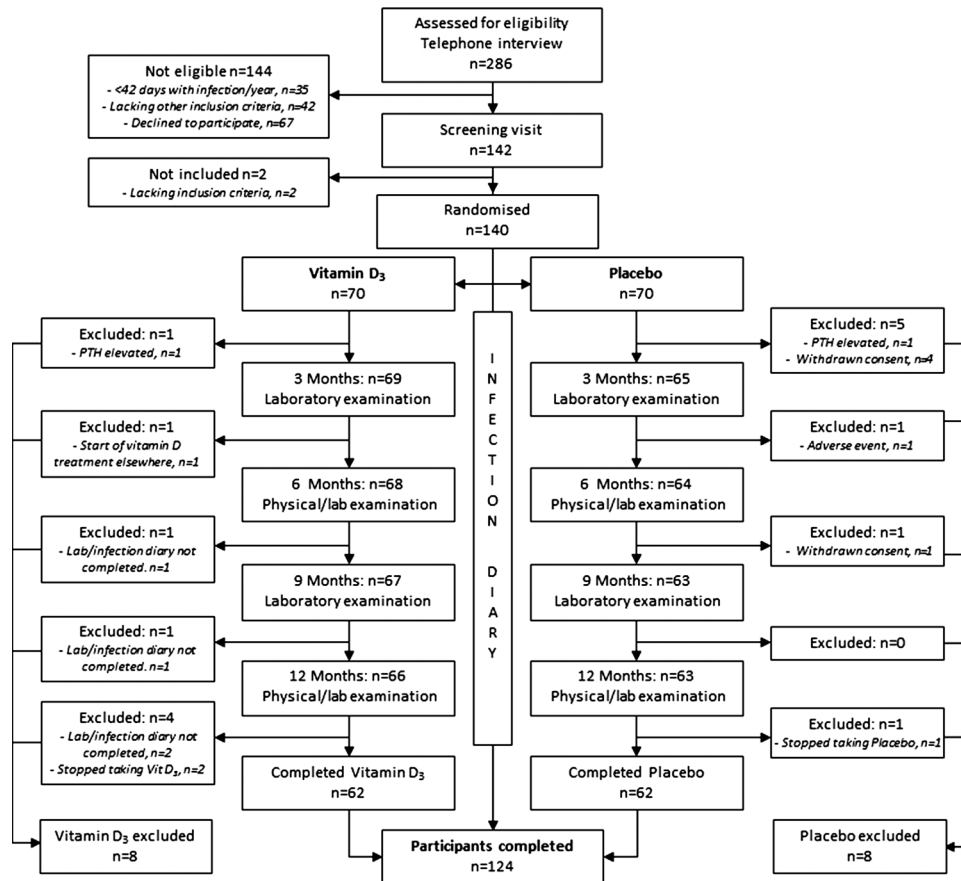 Assessed for eligibility
Telephone interview
n=286
Not eligible n=144
- <42 days with infection/year, n=35
- Lacking other inclusion criteria, n=42
- Declined to participate, n=67
Screening visit
n=142
Not included n=2
- Lacking inclusion criteria, n=2
Randomised
n=140
Vitamin D₃
n=70
Placebo
n=70
INFECTION DIARY
Excluded: n=1
- PTH elevated, n=1
Excluded: n=5
- PTH elevated, n=1
- Withdrawn consent, n=4
3 Months: n=69
Laboratory examination
3 Months: n=65
Laboratory examination
Excluded: n=1
- Start of vitamin D
treatment elsewhere, n=1
Excluded: n=1
- Adverse event, n=1
6 Months: n=68
Physical/lab examination
6 Months: n=64
Physical/lab examination
Excluded: n=1
- Lab/infection diary not
completed. n=1
Excluded: n=1
- Withdrawn consent, n=1
9 Months: n=67
Laboratory examination
9 Months: n=63
Laboratory examination
Excluded: n=1
- Lab/infection diary not
completed. n=1
Excluded: n=0
12 Months: n=66
Physical/lab examination
12 Months: n=63
Physical/lab examination
Excluded: n=4
- Lab/infection diary not
completed, n=2
- Stopped taking Vit D₃, n=2
Excluded: n=1
- Stopped taking Placebo, n=1
Completed Vitamin D₃
n=62
Completed Placebo
n=62
Vitamin D₃ excluded
n=8
Participants completed
n=124
Placebo excluded
n=8